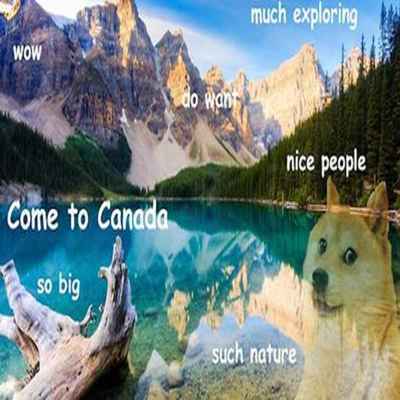 much exploring
wow
do want
nice people
Come to Canada
so big
such nature